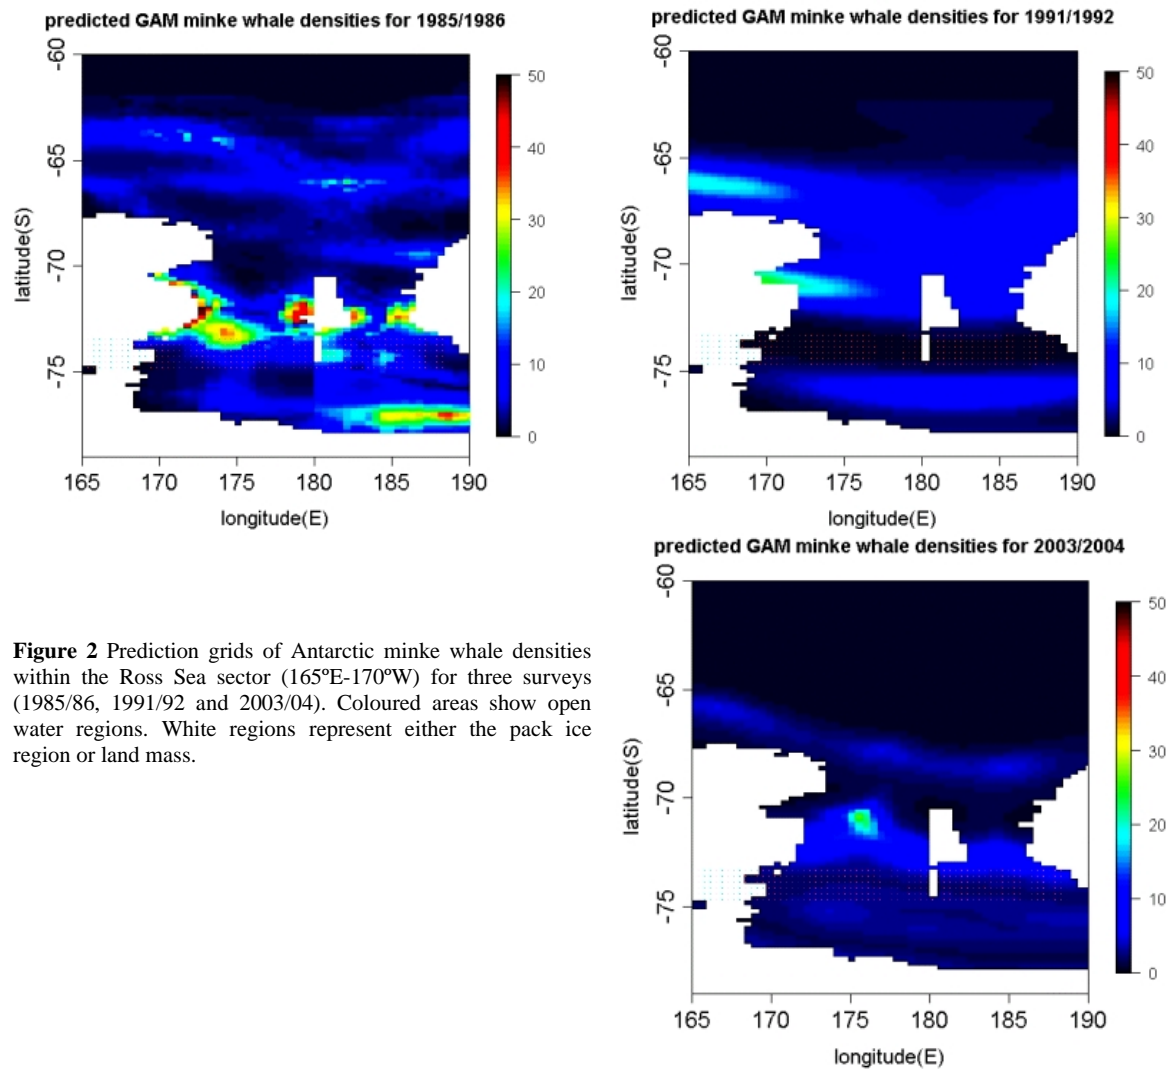 predicted GAM minke whale densities for 1985/1986
-60
-65
-70
-75
latitude(S)
165 170 175 180 185 190
longitude(E)
50
40
30
20
10
0
predicted GAM minke whale densities for 1991/1992
-60
-65
-70
-75
latitude(S)
165 170 175 180 185 190
longitude(E)
50
40
30
20
10
0
predicted GAM minke whale densities for 2003/2004
-60
-65
-70
-75
latitude(S)
165 170 175 180 185 190
longitude(E)
50
40
30
20
10
0
Figure 2 Prediction grids of Antarctic minke whale densities
within the Ross Sea sector (165ºE-170ºW) for three surveys
(1985/86, 1991/92 and 2003/04). Coloured areas show open
water regions. White regions represent either the pack ice
region or land mass.